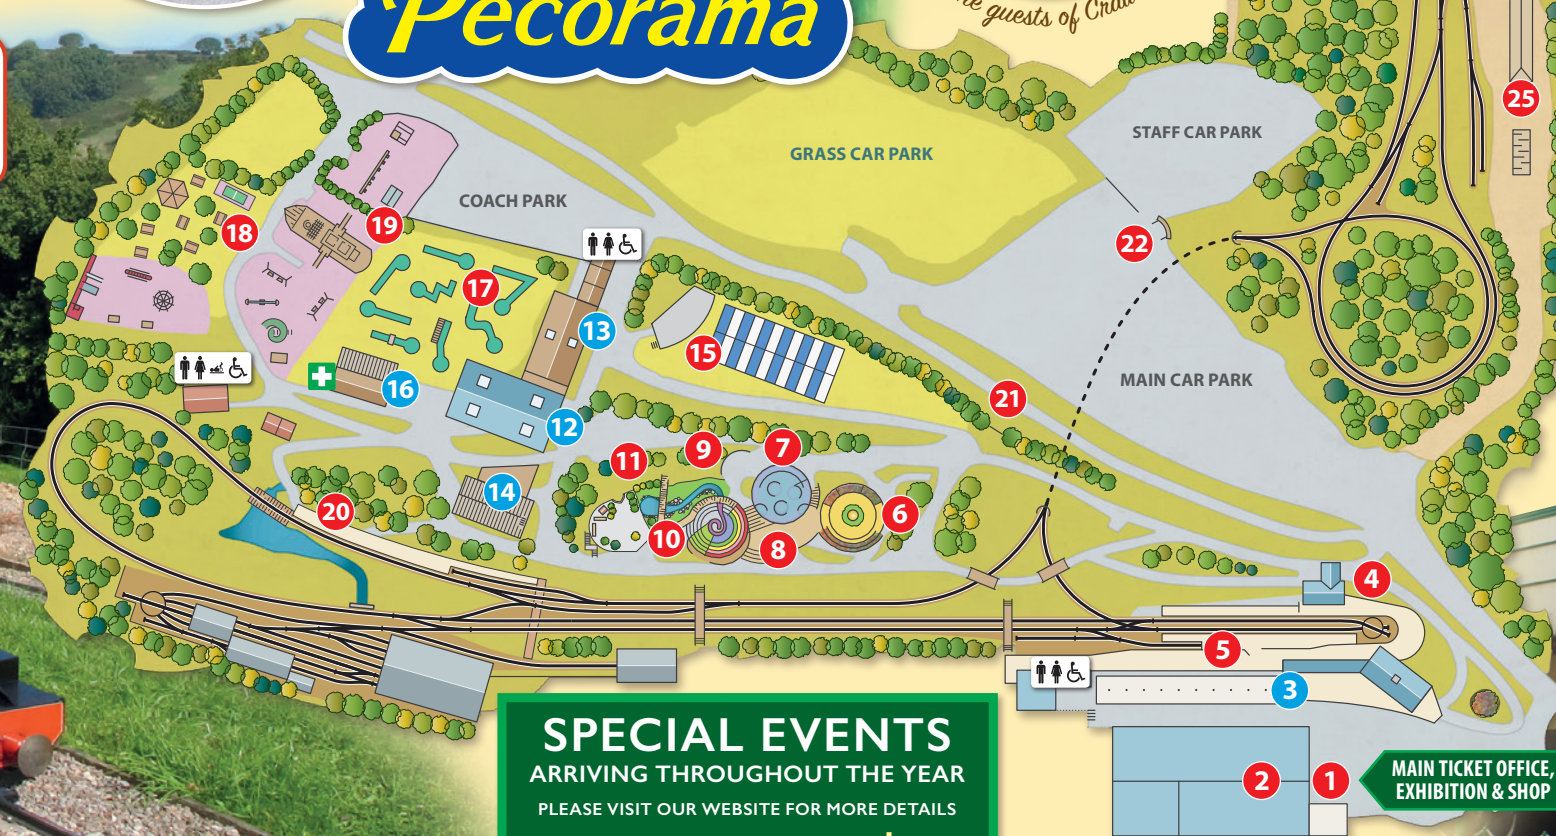 Pecorama
the guests of
STAFF CAR PARK
25
GRASS CAR PARK
COACH PARK
18
19
22
17
13
15
MAIN CAR PARK
16
21
12
11
9
7
14
20
10
8
6
4
5
3
SPECIAL EVENTS
ARRIVING THROUGHOUT THE YEAR
PLEASE VISIT OUR WEBSITE FOR MORE DETAILS
2
1
MAIN TICKET OFFICE,
EXHIBITION & SHOP